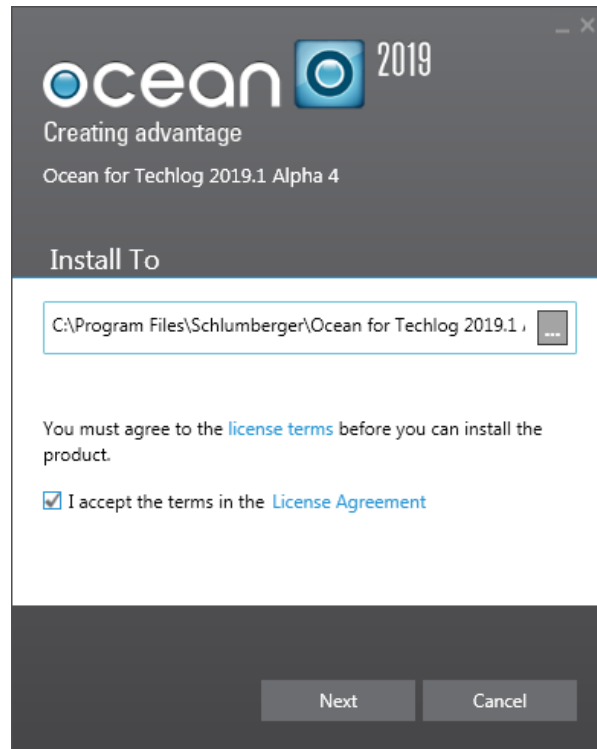 ocean 2019
Creating advantage
Ocean for Techlog 2019.1 Alpha 4
Install To
C:\Program Files\Schlumberger\Ocean for Techlog 2019.1
...
You must agree to the license terms before you can install the
product.
I accept the terms in the License Agreement
Next Cancel